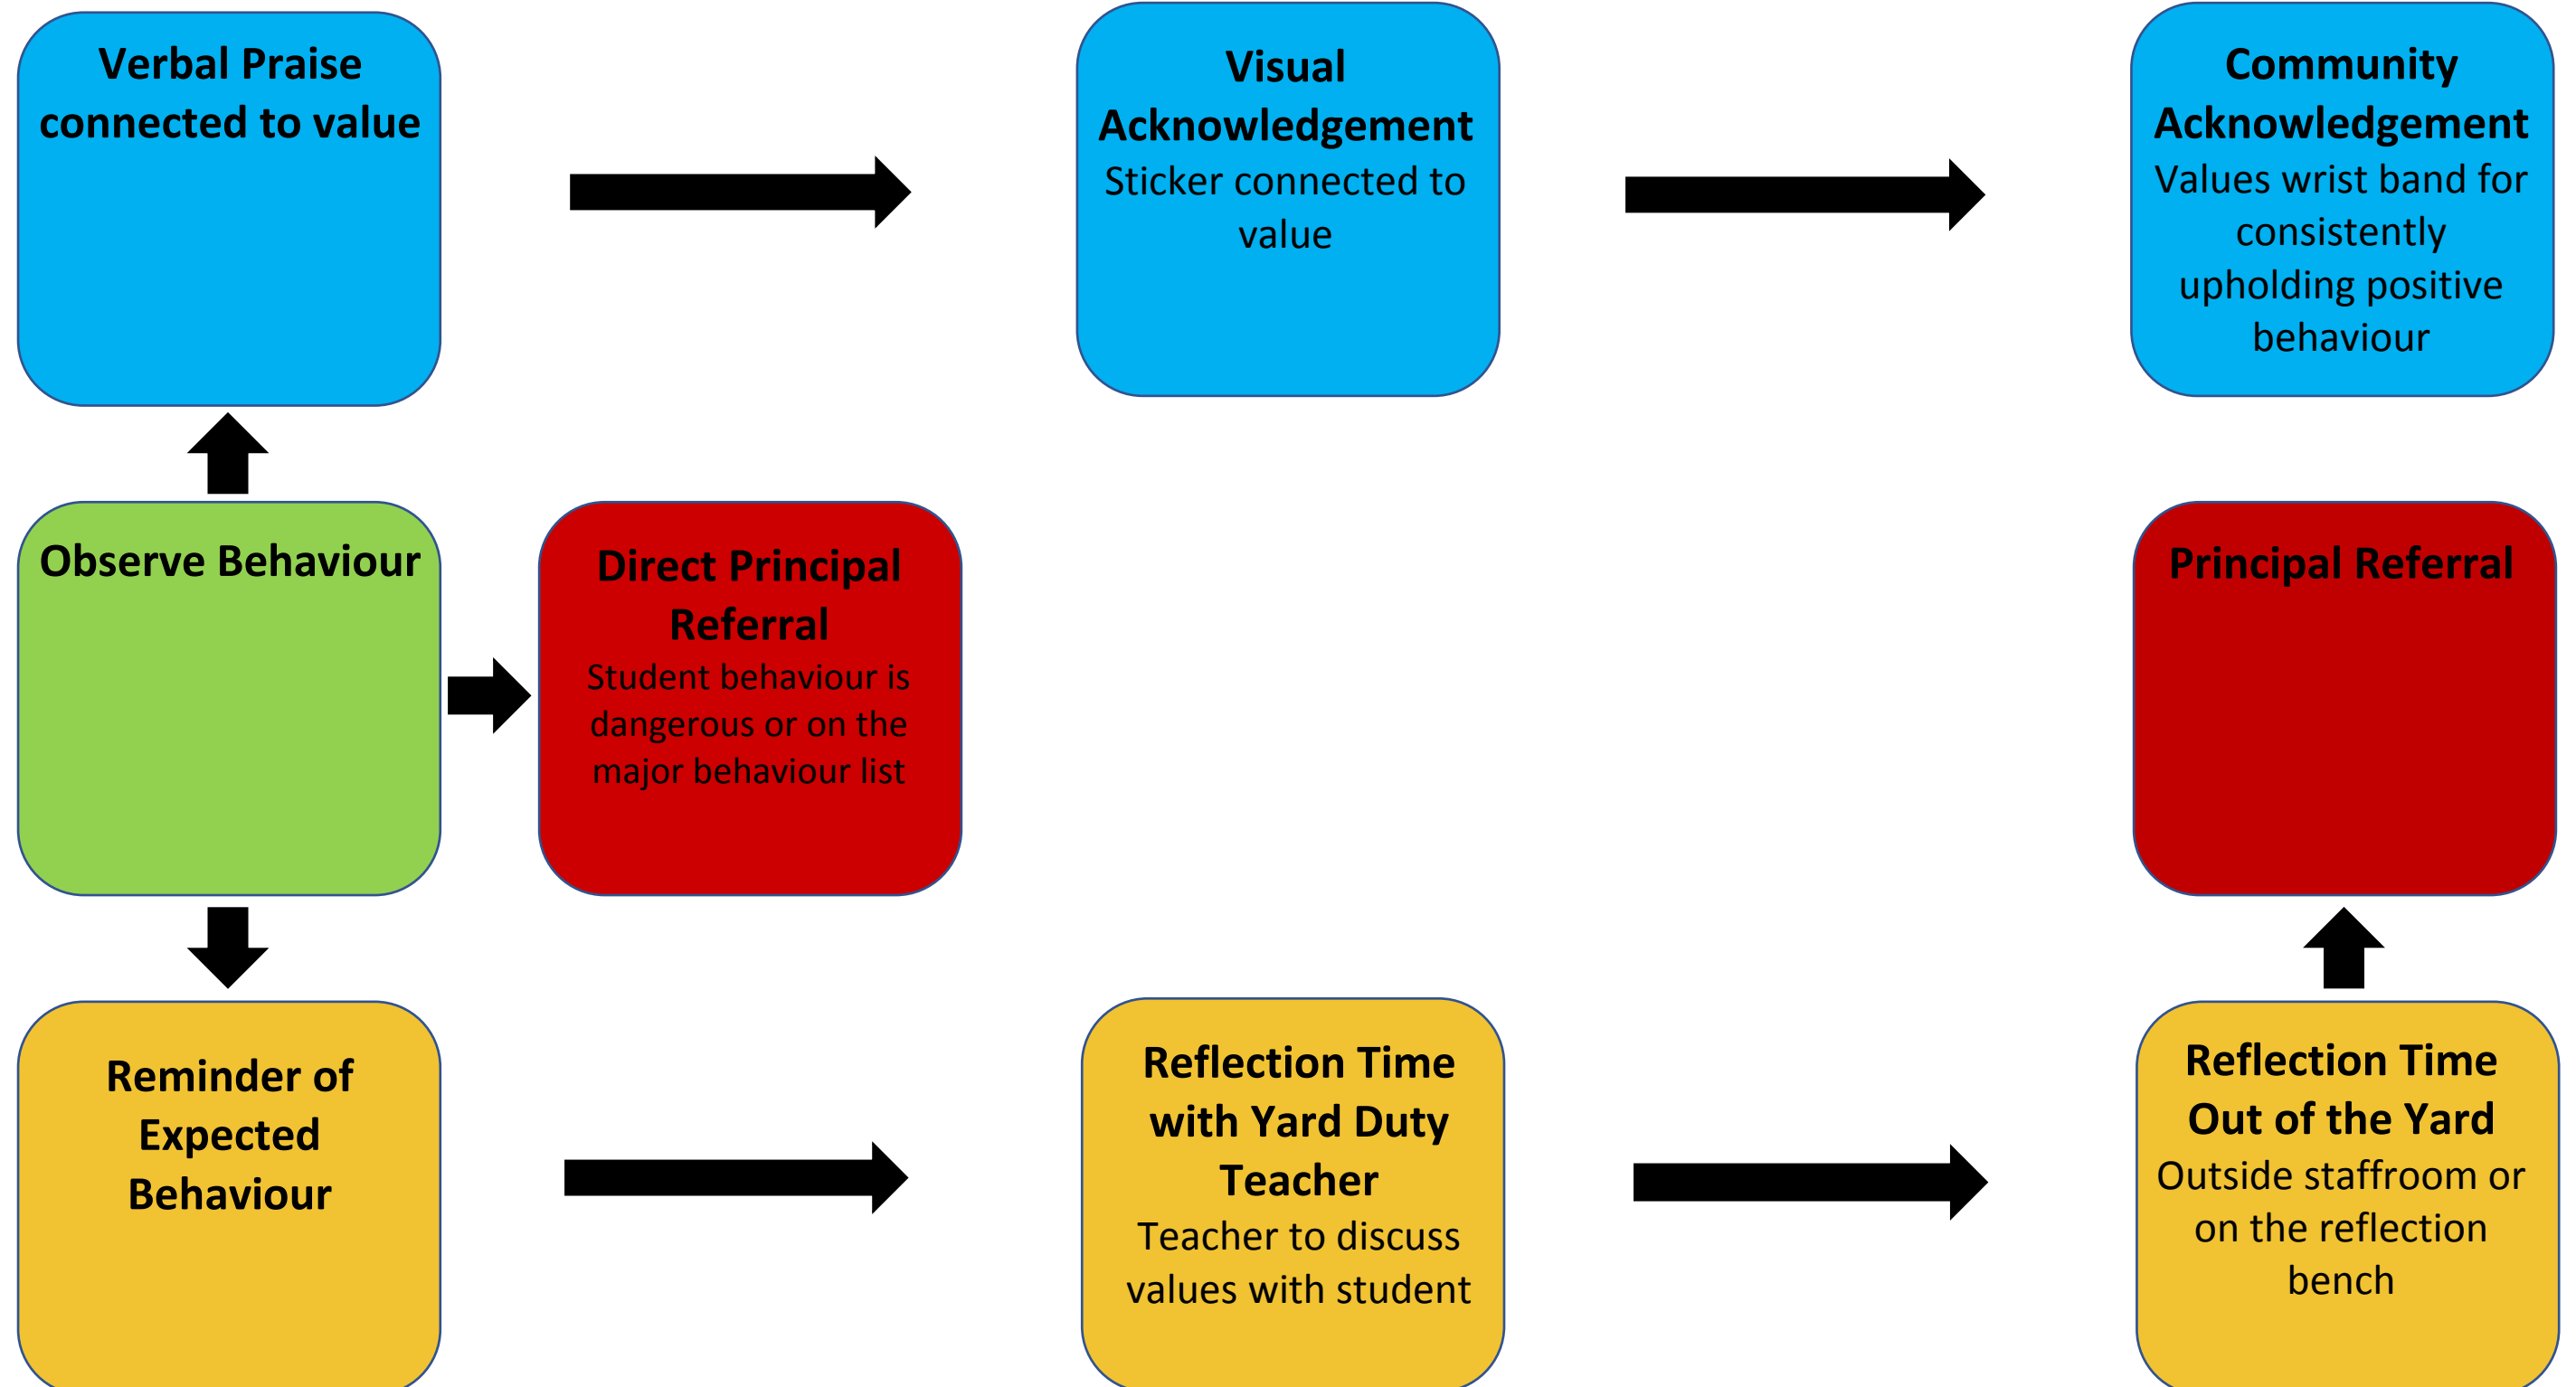 Verbal Praise
connected to value
Visual
Acknowledgement
Sticker connected to
value
Community
Acknowledgement
Values wrist band for
consistently
upholding positive
behaviour
Observe Behaviour
Direct Principal
Referral
Student behaviour is
dangerous or on the
major behaviour list
Principal Referral
Reminder of
Expected
Behaviour
Reflection Time
with Yard Duty
Teacher
Teacher to discuss
values with student
Reflection Time
Out of the Yard
Outside staffroom or
on the reflection
bench